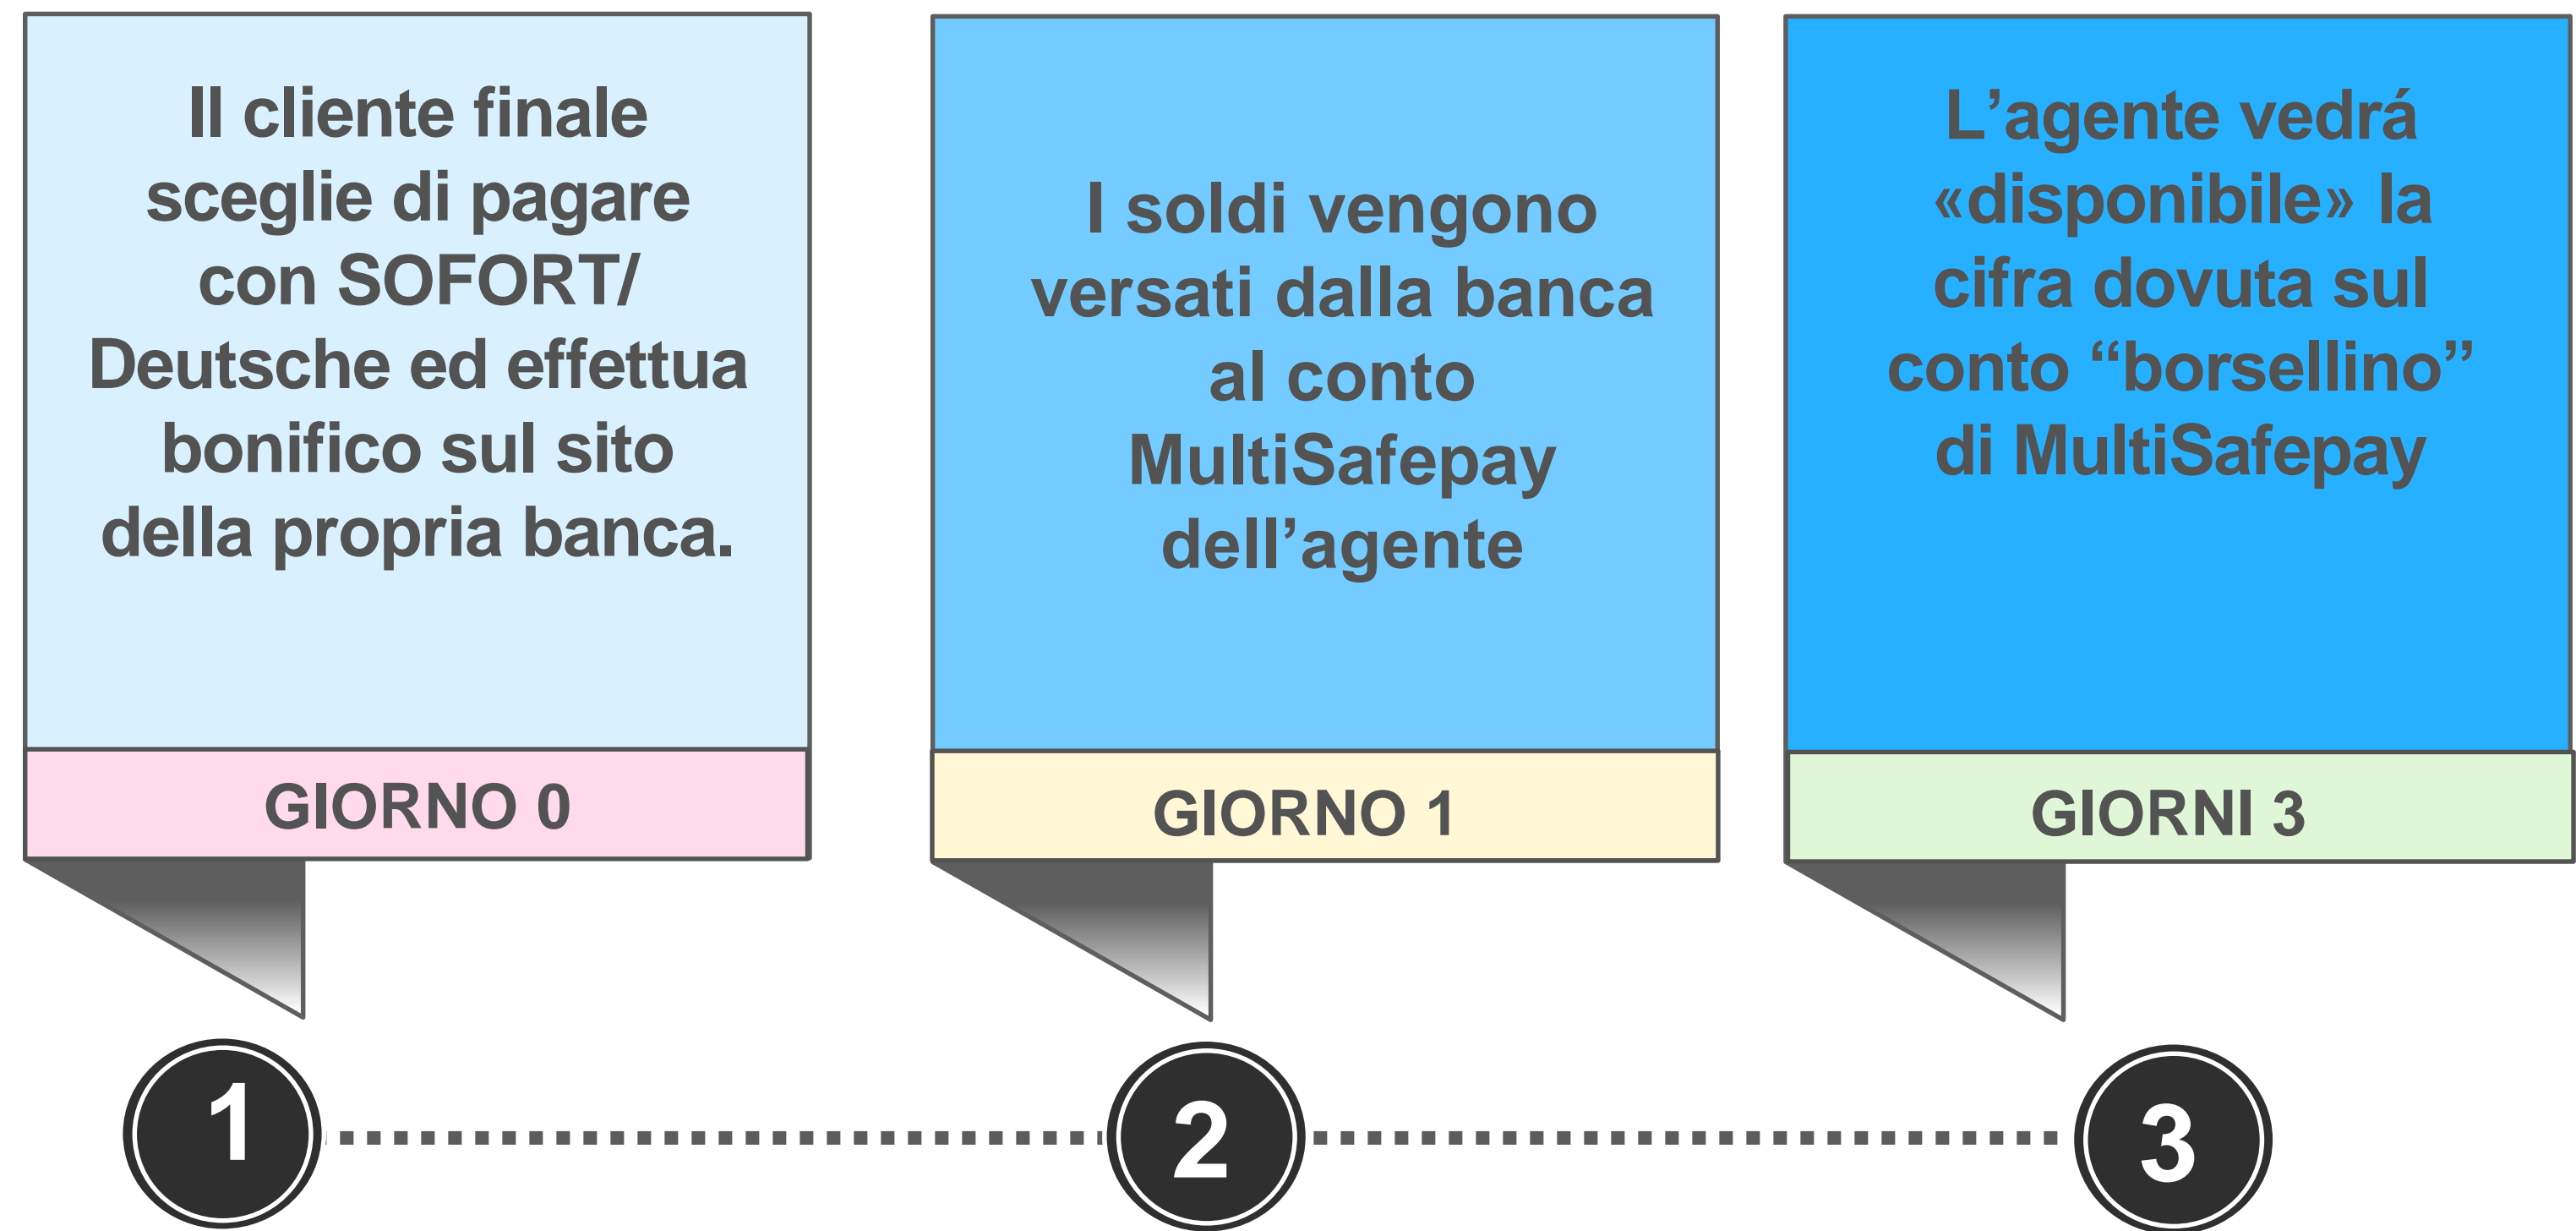 Il cliente finale
sceglie di pagare
con SOFORT/
Deutsche ed effettua
bonifico sul sito
della propria banca.
GIORNO 0
I soldi vengono
versati dalla banca
al conto
MultiSafepay
dell’agente
GIORNO 1
L’agente vedrá
«disponibile» la
cifra dovuta sul
conto “borsellino”
di MultiSafepay
GIORNI 3
1
2
3